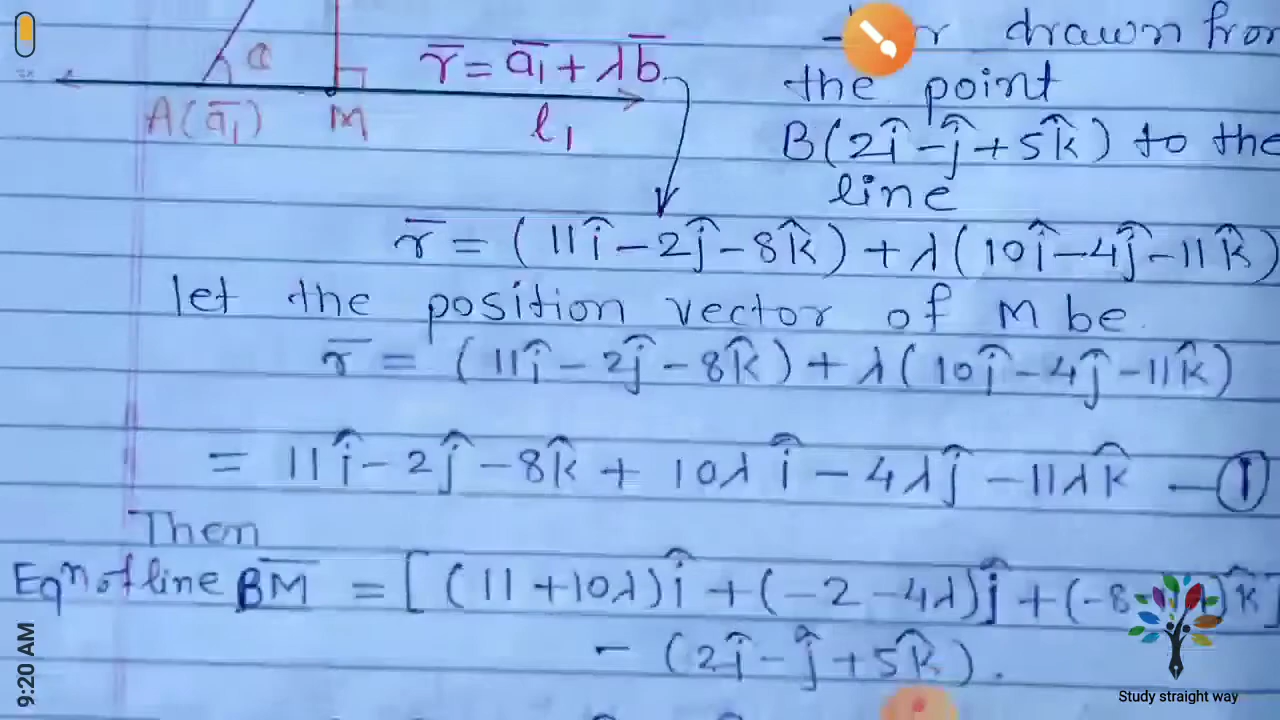 r drawn from
r̄ = ā₁ + λb̄
the point
A(ā₁) M l₁
B(2î - ĵ + 5k̂) to the
line
r̄ = (11î - 2ĵ - 8k̂) + λ(10î - 4ĵ - 11k̂)
let the position vector of M be
r̄ = (11î - 2ĵ - 8k̂) + λ(10î - 4ĵ - 11k̂)
= 11î - 2ĵ - 8k̂ + 10λî - 4λĵ - 11λk̂ — ①
Then
Eqⁿ of line B̅M̅ = [(11 + 10λ)î + (-2 - 4λ)ĵ + (-8 )k̂]
- (2î - ĵ + 5k̂).
9:20 AM
Study straight way